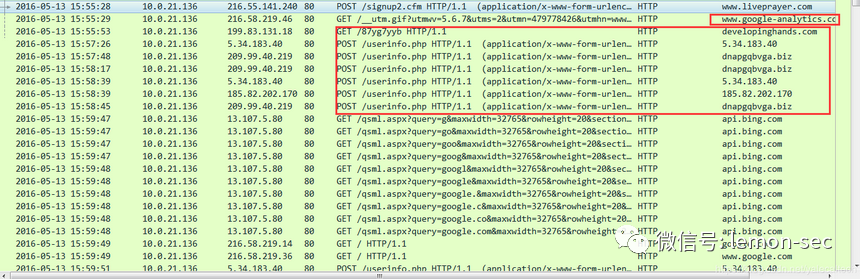 2016-05-13 15:55:28 10.0.21.136 216.55.141.240 80 POST /signup2.cfm HTTP/1.1 (application/x-www-form-urlen… HTTP www.liveprayer.com
2016-05-13 15:55:29 10.0.21.136 216.58.219.46 80 GET /__utm.gif?utmwv=5.6.7&utms=2&utmn=479778426&utmhn=www… HTTP www.google-analytics.cc
2016-05-13 15:55:53 10.0.21.136 199.83.131.18 80 GET /87yg7yyb HTTP/1.1 HTTP developinghands.com
2016-05-13 15:57:26 10.0.21.136 5.34.183.40 80 POST /userinfo.php HTTP/1.1 (application/x-www-form-urlen… HTTP 5.34.183.40
2016-05-13 15:57:48 10.0.21.136 209.99.40.219 80 POST /userinfo.php HTTP/1.1 (application/x-www-form-urlen… HTTP dnapgqbvga.biz
2016-05-13 15:58:17 10.0.21.136 209.99.40.219 80 POST /userinfo.php HTTP/1.1 (application/x-www-form-urlen… HTTP dnapgqbvga.biz
2016-05-13 15:58:39 10.0.21.136 5.34.183.40 80 POST /userinfo.php HTTP/1.1 (application/x-www-form-urlen… HTTP 5.34.183.40
2016-05-13 15:58:39 10.0.21.136 185.82.202.170 80 POST /userinfo.php HTTP/1.1 (application/x-www-form-urlen… HTTP 185.82.202.170
2016-05-13 15:58:45 10.0.21.136 209.99.40.219 80 POST /userinfo.php HTTP/1.1 (application/x-www-form-urlen… HTTP dnapgqbvga.biz
2016-05-13 15:59:47 10.0.21.136 13.107.5.80 80 GET /qsml.aspx?query=g&maxwidth=32765&rowheight=20&section… HTTP api.bing.com
2016-05-13 15:59:47 10.0.21.136 13.107.5.80 80 GET /qsml.aspx?query=go&maxwidth=32765&rowheight=20&sectio… HTTP api.bing.com
2016-05-13 15:59:47 10.0.21.136 13.107.5.80 80 GET /qsml.aspx?query=goo&maxwidth=32765&rowheight=20&secti… HTTP api.bing.com
2016-05-13 15:59:47 10.0.21.136 13.107.5.80 80 GET /qsml.aspx?query=goog&maxwidth=32765&rowheight=20&sect… HTTP api.bing.com
2016-05-13 15:59:48 10.0.21.136 13.107.5.80 80 GET /qsml.aspx?query=googl&maxwidth=32765&rowheight=20&sec… HTTP api.bing.com
2016-05-13 15:59:48 10.0.21.136 13.107.5.80 80 GET /qsml.aspx?query=google&maxwidth=32765&rowheight=20&se… HTTP api.bing.com
2016-05-13 15:59:48 10.0.21.136 13.107.5.80 80 GET /qsml.aspx?query=google.&maxwidth=32765&rowheight=20&s… HTTP api.bing.com
2016-05-13 15:59:48 10.0.21.136 13.107.5.80 80 GET /qsml.aspx?query=google.c&maxwidth=32765&rowheight=20&… HTTP api.bing.com
2016-05-13 15:59:48 10.0.21.136 13.107.5.80 80 GET /qsml.aspx?query=google.co&maxwidth=32765&rowheight=20… HTTP api.bing.com
2016-05-13 15:59:48 10.0.21.136 13.107.5.80 80 GET /qsml.aspx?query=google.com&maxwidth=32765&rowheight=2… HTTP api.bing.com
2016-05-13 15:59:49 10.0.21.136 216.58.219.14 80 GET / HTTP/1.1 HTTP
2016-05-13 15:59:49 10.0.21.136 216.58.219.36 80 GET / HTTP/1.1 HTTP www.google.com
2016-05-13 15:59:51 10.0.21.136 5.34.183.40 80 POST /userinfo.php HTTP/1.1 (application/x-www-form-urlen… HTTP 5.34.183.40
微信号: lemon-sec